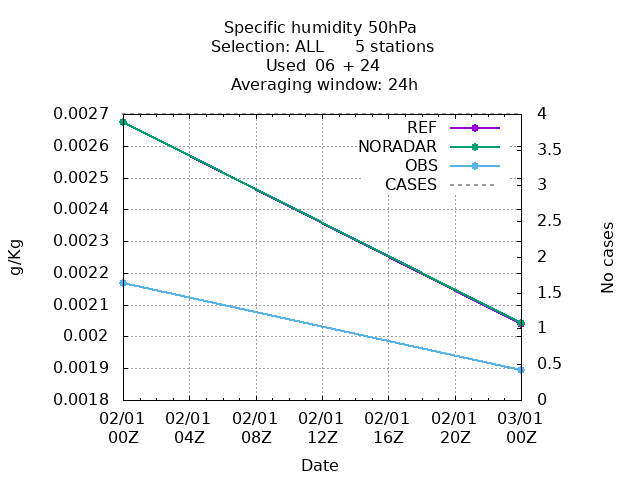 Specific humidity 50hPa
Selection: ALL 5 stations
Used 06 + 24
Averaging window: 24h
0.0027
0.0026
0.0025
0.0024
0.0023
0.0022
0.0021
0.002
0.0019
0.0018
g/Kg
REF
NORADAR
OBS
CASES
4
3.5
3
2.5
2
1.5
1
0.5
0
No cases
02/01 02/01 02/01 02/01 02/01 02/01 03/01
00Z 04Z 08Z 12Z 16Z 20Z 00Z
Date